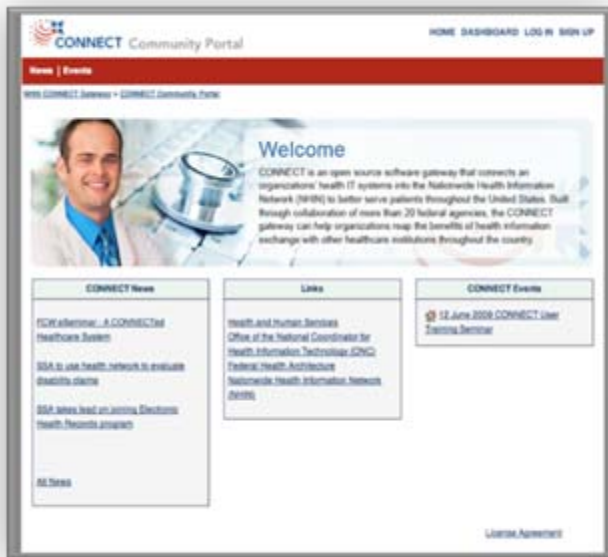 CONNECT Community Portal
HOME DASHBOARD LOG IN SIGN UP
News | Events
NHIN CONNECT Gateway > CONNECT Community Portal
Welcome
CONNECT is an open source software gateway that connects an
organizations' health IT systems into the Nationwide Health Information
Network (NHIN) to better serve patients throughout the United States. Built
through collaboration of more than 20 federal agencies, the CONNECT
gateway can help organizations reap the benefits of health information
exchange with other healthcare institutions throughout the country.
CONNECT News
FCW eSeminar - A CONNECTed
Healthcare System
SSA to use health network to evaluate
disability claims
SSA takes lead on joining Electronic
Health Records program
All News
Links
Health and Human Services
Office of the National Coordinator for
Health Information Technology (ONC)
Federal Health Architecture
Nationwide Health Information Network
(NHIN)
CONNECT Events
12 June 2009 CONNECT User
Training Seminar
License Agreement